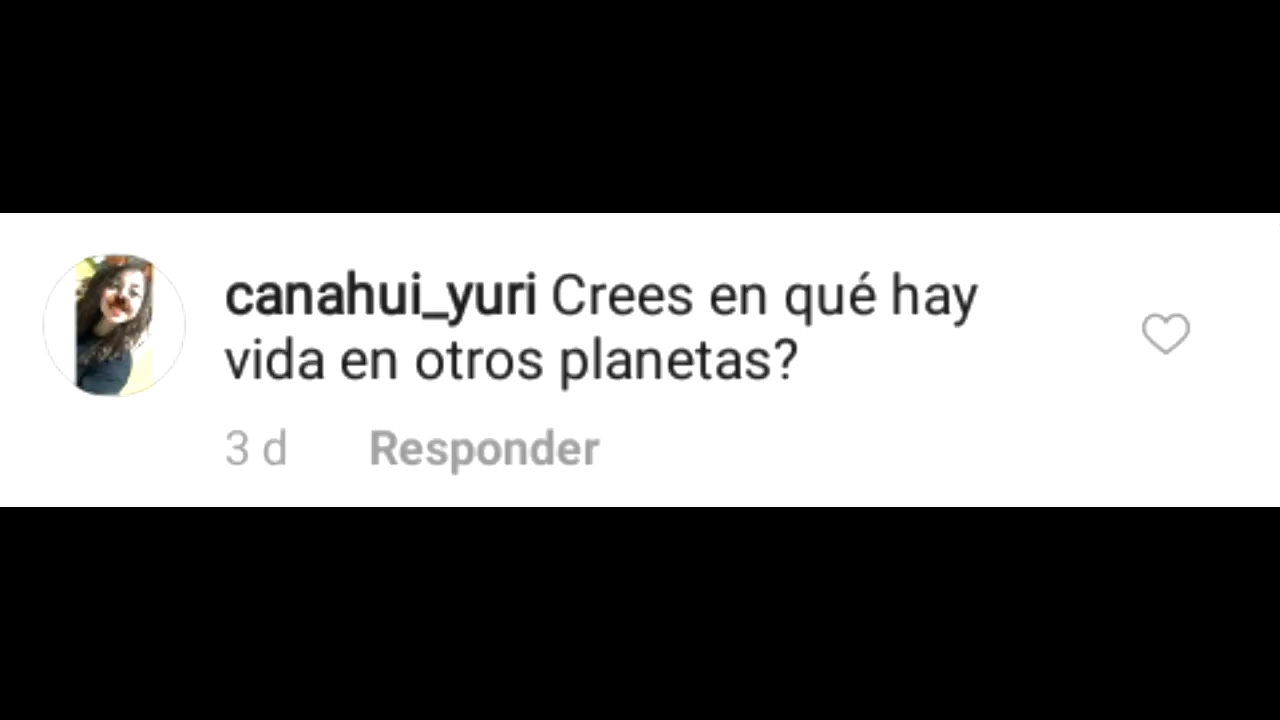 canahui_yuri Crees en qué hay
vida en otros planetas?
3 d Responder